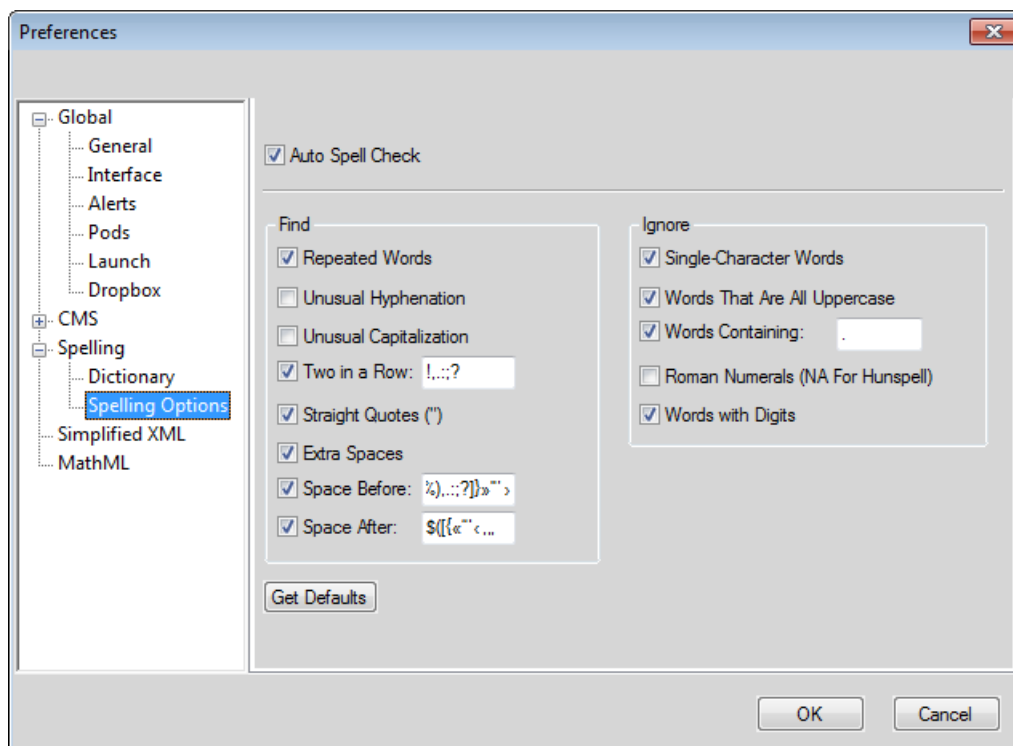 Preferences
Global
General
Interface
Alerts
Pods
Launch
Dropbox
CMS
Spelling
Dictionary
Spelling Options
Simplified XML
MathML
Auto Spell Check
Find
Repeated Words
Unusual Hyphenation
Unusual Capitalization
Two in a Row: !,.:;?
Straight Quotes (")
Extra Spaces
Space Before:
Space After:
Get Defaults
Ignore
Single-Character Words
Words That Are All Uppercase
Words Containing: .
Roman Numerals (NA For Hunspell)
Words with Digits
OK
Cancel